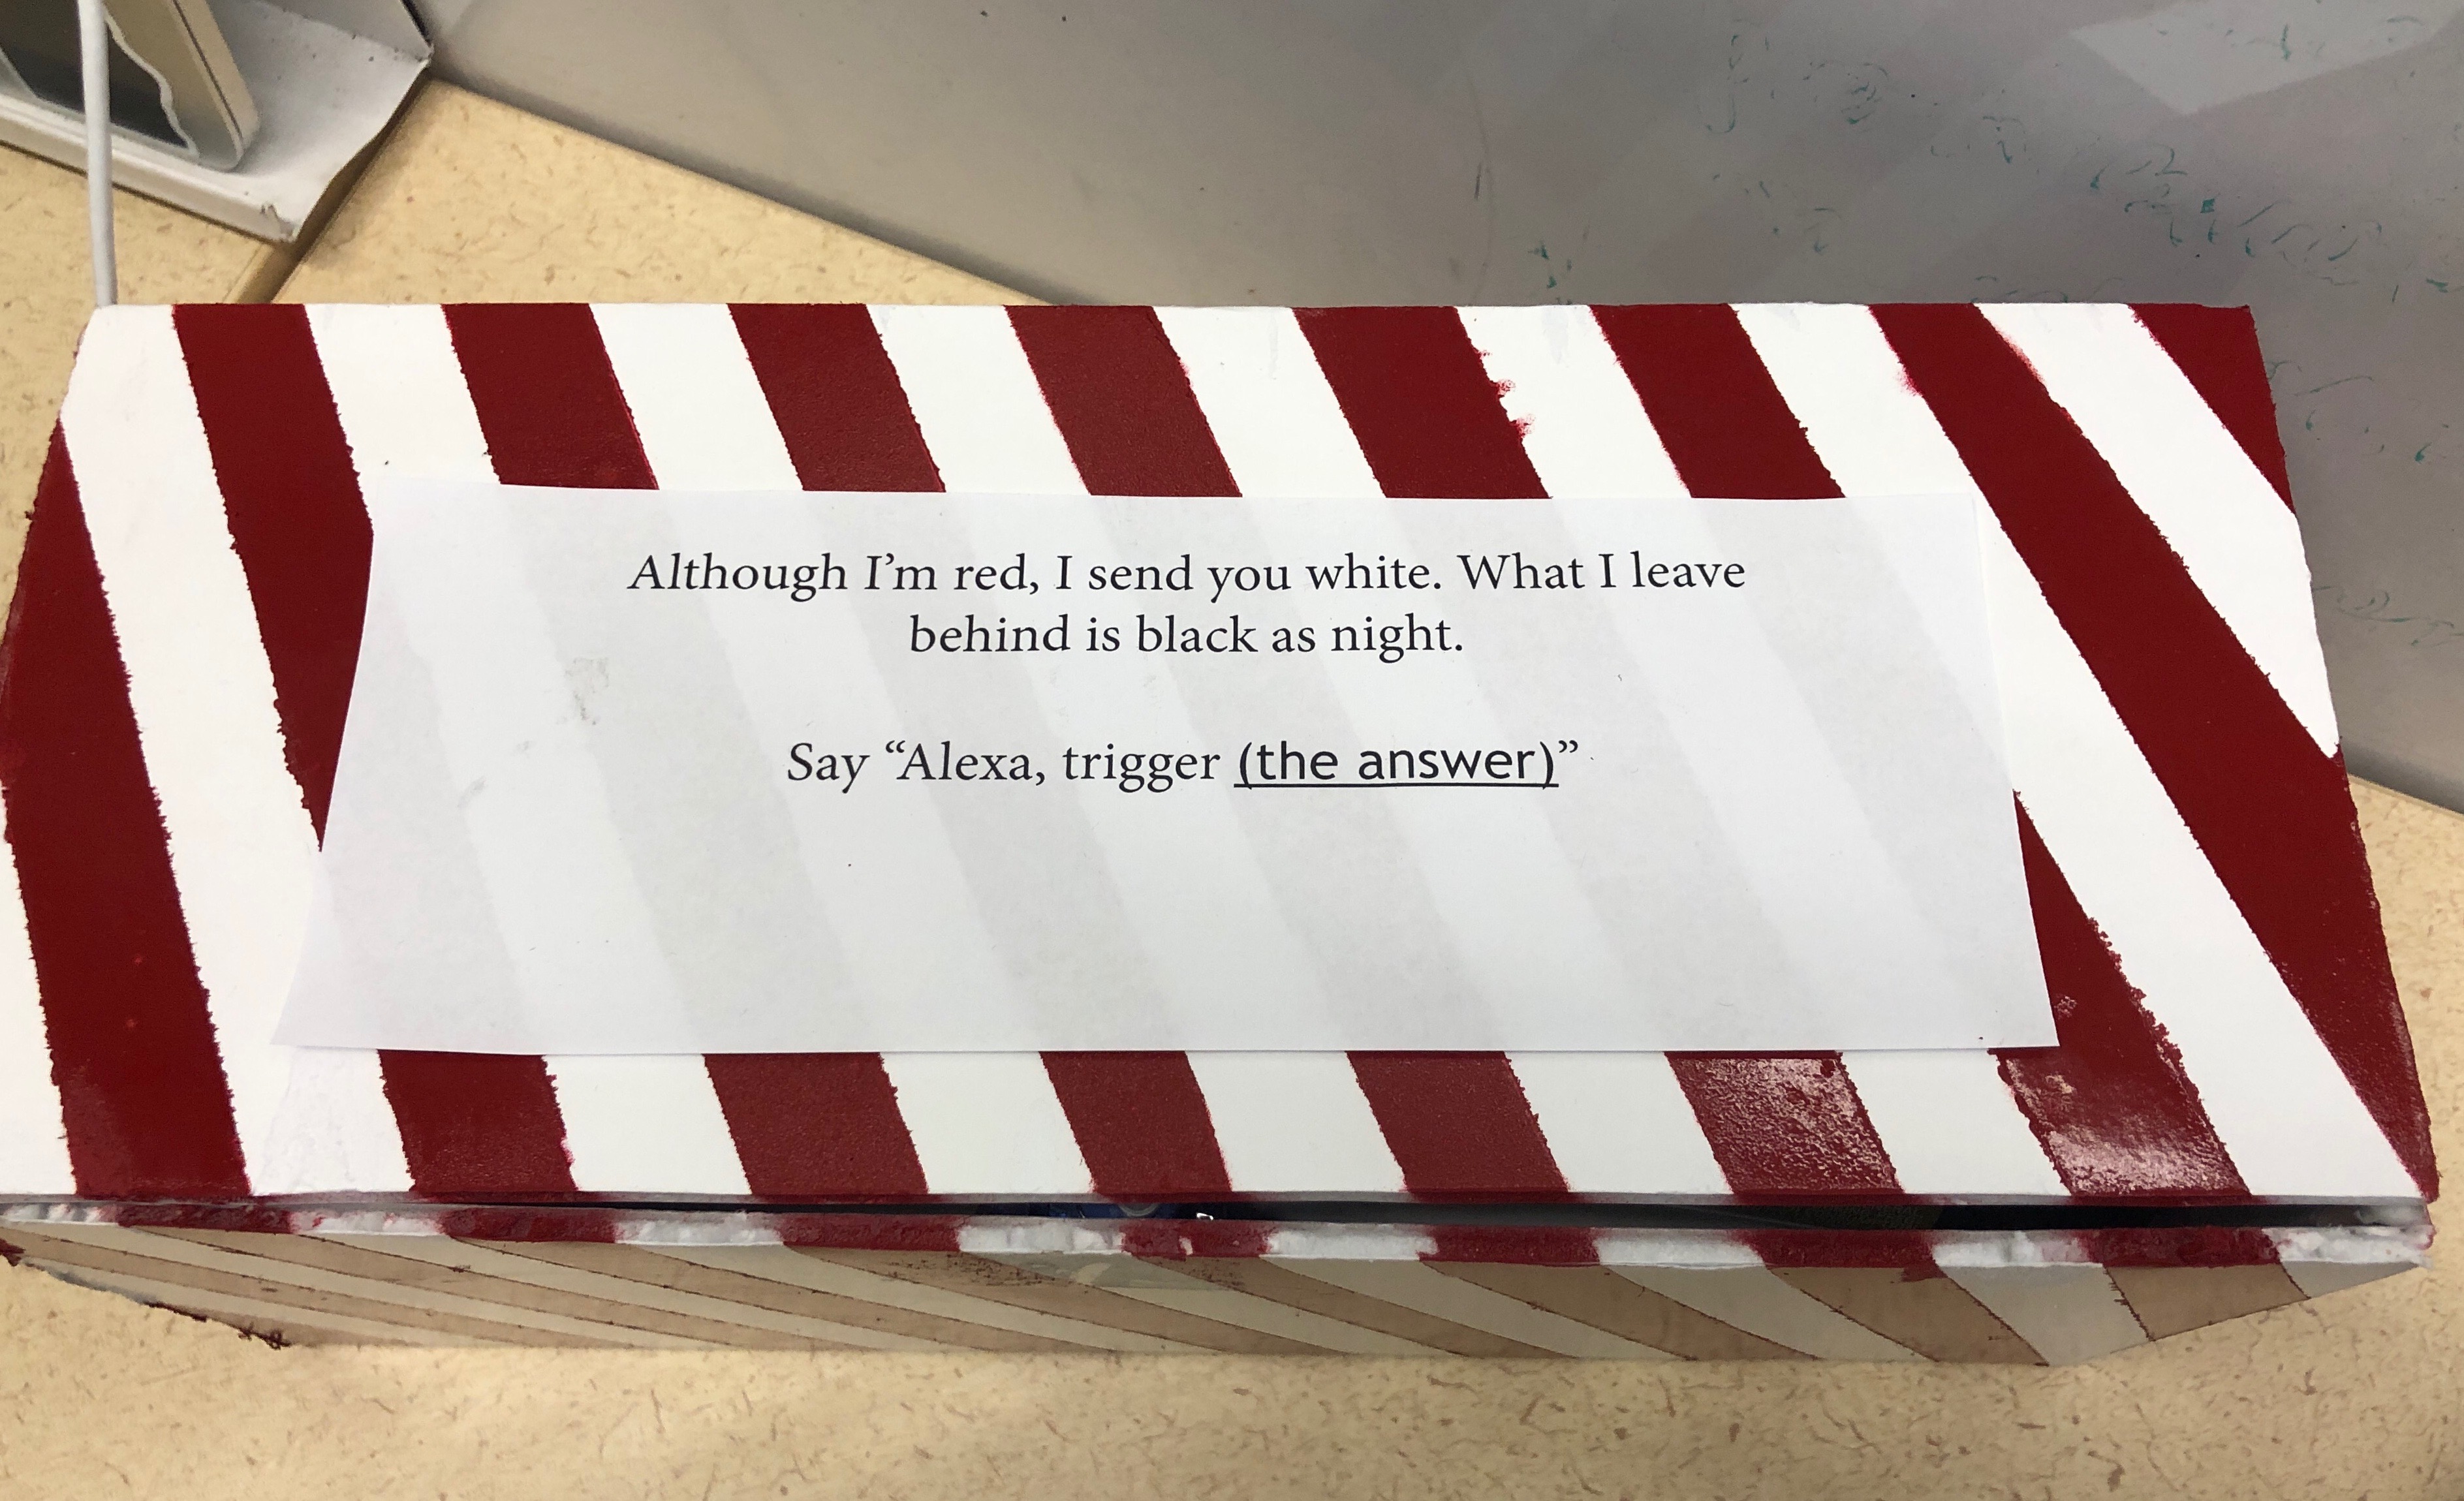 Although I’m red, I send you white. What I leave
behind is black as night.
Say “Alexa, trigger (the answer)”